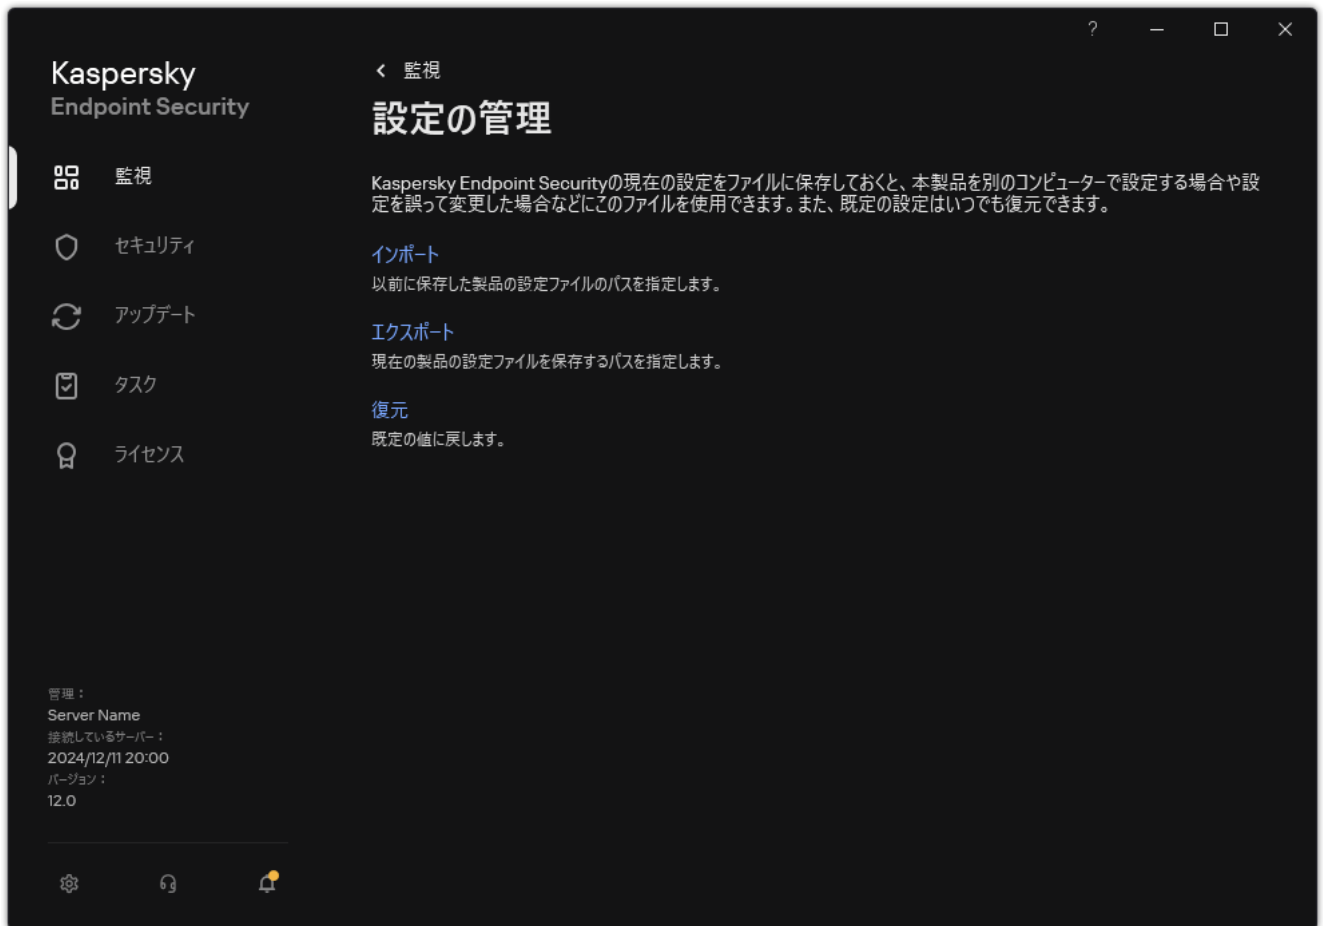 ?
Kaspersky
Endpoint Security
監視
セキュリティ
アップデート
タスク
ライセンス
管理：
Server Name
接続しているサーバー：
2024/12/11 20:00
バージョン：
12.0
監視
設定の管理
Kaspersky Endpoint Securityの現在の設定をファイルに保存しておくと、本製品を別のコンピューターで設定する場合や設
定を誤って変更した場合などにこのファイルを使用できます。また、既定の設定はいつでも復元できます。
インポート
以前に保存した製品の設定ファイルのパスを指定します。
エクスポート
現在の製品の設定ファイルを保存するパスを指定します。
復元
既定の値に戻します。